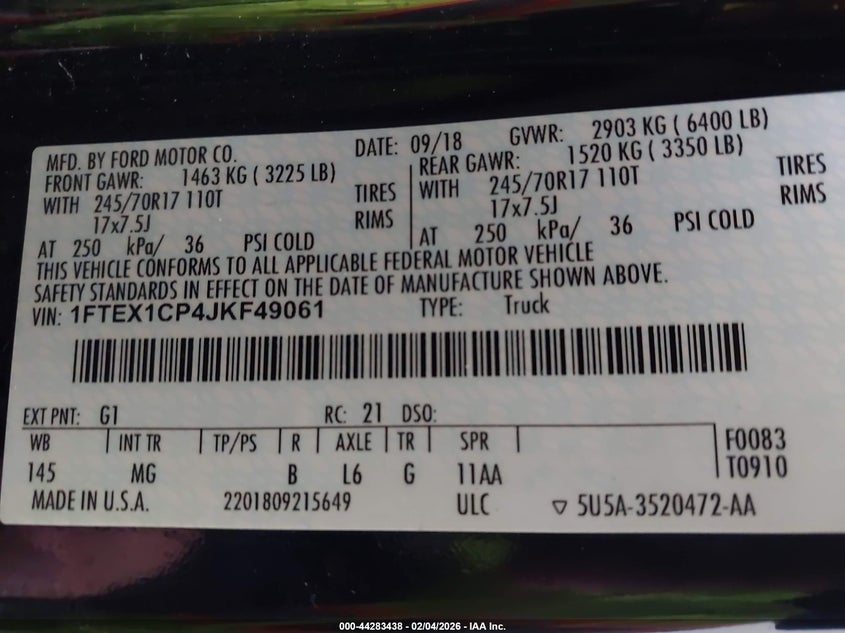 MFD. BY FORD MOTOR CO. DATE: 09/18 GVWR: 2903 KG ( 6400 LB)
FRONT GAWR: 1463 KG ( 3225 LB) REAR GAWR: 1520 KG ( 3350 LB)
WITH 245/70R17 110T TIRES WITH 245/70R17 110T TIRES
17x7.5J RIMS 17x7.5J RIMS
AT 250 kPa/ 36 PSI COLD AT 250 kPa/ 36 PSI COLD
THIS VEHICLE CONFORMS TO ALL APPLICABLE FEDERAL MOTOR VEHICLE
SAFETY STANDARDS IN EFFECT ON THE DATE OF MANUFACTURE SHOWN ABOVE.
VIN: 1FTEX1CP4JKF49061 TYPE: Truck
EXT PNT: G1 RC: 21 DSO:
WB INT TR TP/PS R AXLE TR SPR F0083
145 MG B L6 G 11AA T0910
MADE IN U.S.A. 2201809215649 ULC ▽ 5U5A-3520472-AA
000-44283438 - 02/04/2026 - IAA Inc.